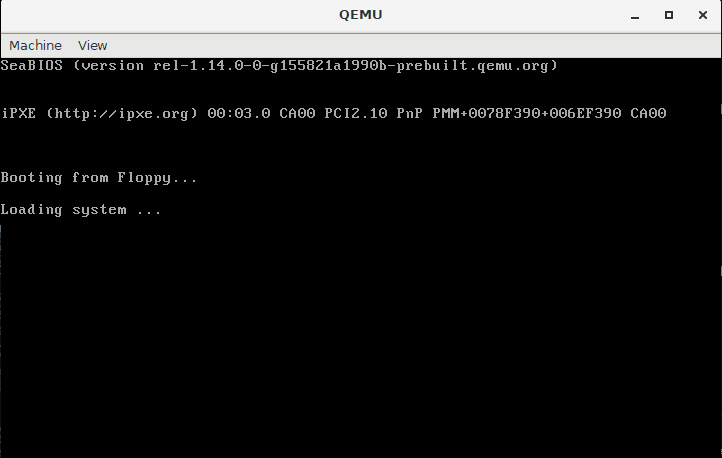 QEMU
Machine View
SeaBIOS (version rel-1.14.0-0-g155821a1990b-prebuilt.qemu.org)
iPXE (http://ipxe.org) 00:03.0 CA00 PCI2.10 PnP PMM+0078F390+006EF390 CA00
Booting from Floppy...
Loading system ...